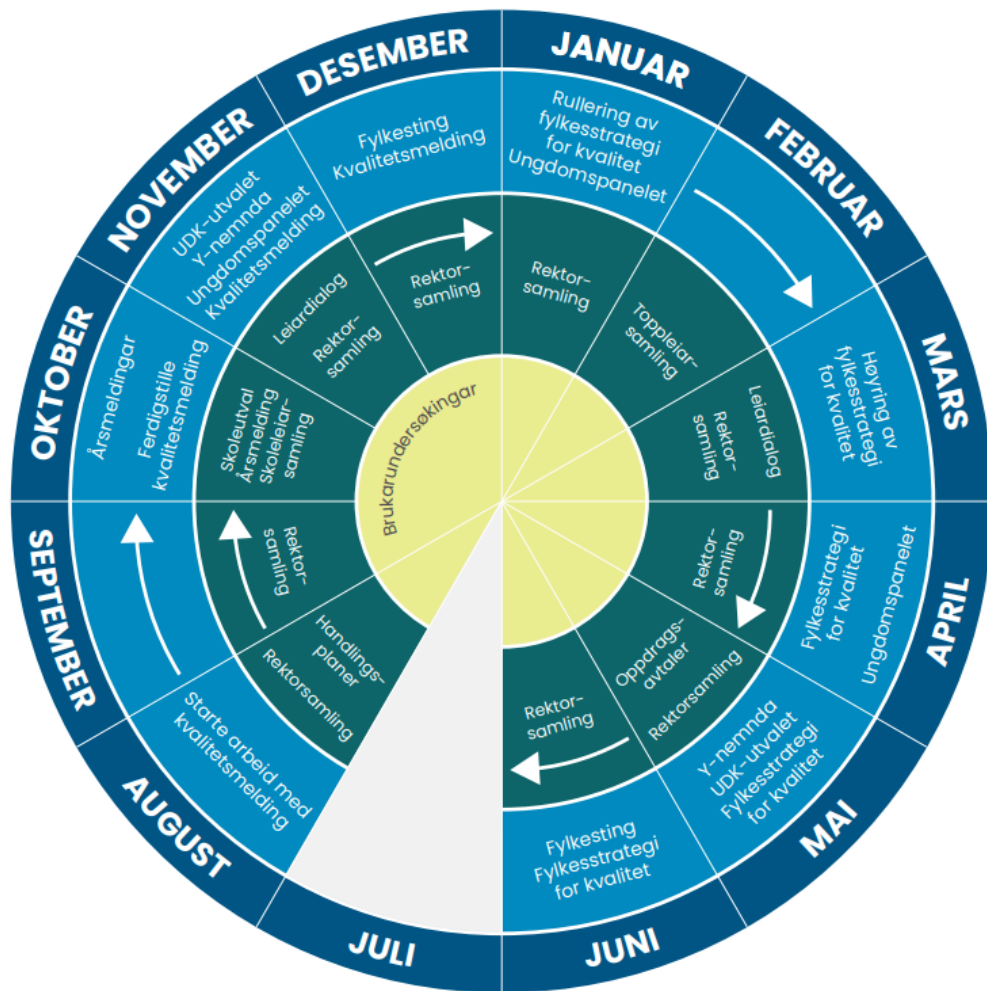 JANUAR
Rullering av
fylkesstrategi
for kvalitet
Ungdomspanelet
Rektor-
samling
FEBRUAR
Toppleiar-
samling
MARS
Høyring av
fylkesstrategi
for kvalitet
Leiardialog
Rektor-
samling
APRIL
Fylkesstrategi
for kvalitet
Ungdomspanelet
Rektor-
samling
MAI
Y-nemnda
UDK-utvalet
Fylkesstrategi
for kvalitet
Oppdrags-
avtaler
Rektorsamling
JUNI
Fylkesting
Fylkesstrategi
for kvalitet
Rektor-
samling
JULI
AUGUST
Starte arbeid med
kvalitetsmelding
Handlings-
planer
Rektorsamling
SEPTEMBER
Rektor-
samling
OKTOBER
Årsmeldingar
Ferdigstille
kvalitetsmelding
Skoleutval
Årsmelding
Skoleleiar-
samling
NOVEMBER
UDK-utvalet
Y-nemnda
Ungdomspanelet
Kvalitetsmelding
Leiardialog
Rektor-
samling
DESEMBER
Fylkesting
Kvalitetsmelding
Rektor-
samling
Brukarundersøkingar